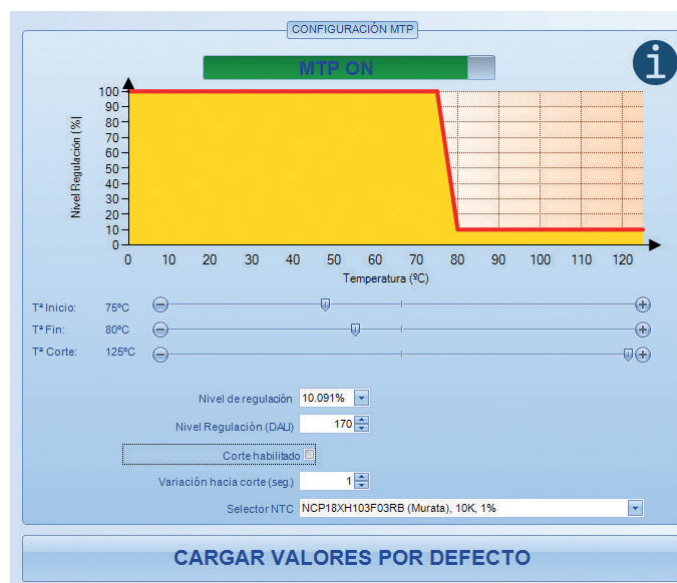 CONFIGURACIÓN MTP
MTP ON
i
Nivel Regulación (%)
100
90
80
70
60
50
40
30
20
10
0
0 10 20 30 40 50 60 70 80 90 100 110 120
Temperatura (ºC)
Tª Inicio: 75ºC
Tª Fin: 80ºC
Tª Corte: 125ºC
Nivel de regulación 10.091%
Nivel Regulación (DALI) 170
Corte habilitado
Variación hacia corte (seg.) 1
Selector NTC NCP18XH103F03RB (Murata), 10K, 1%
CARGAR VALORES POR DEFECTO